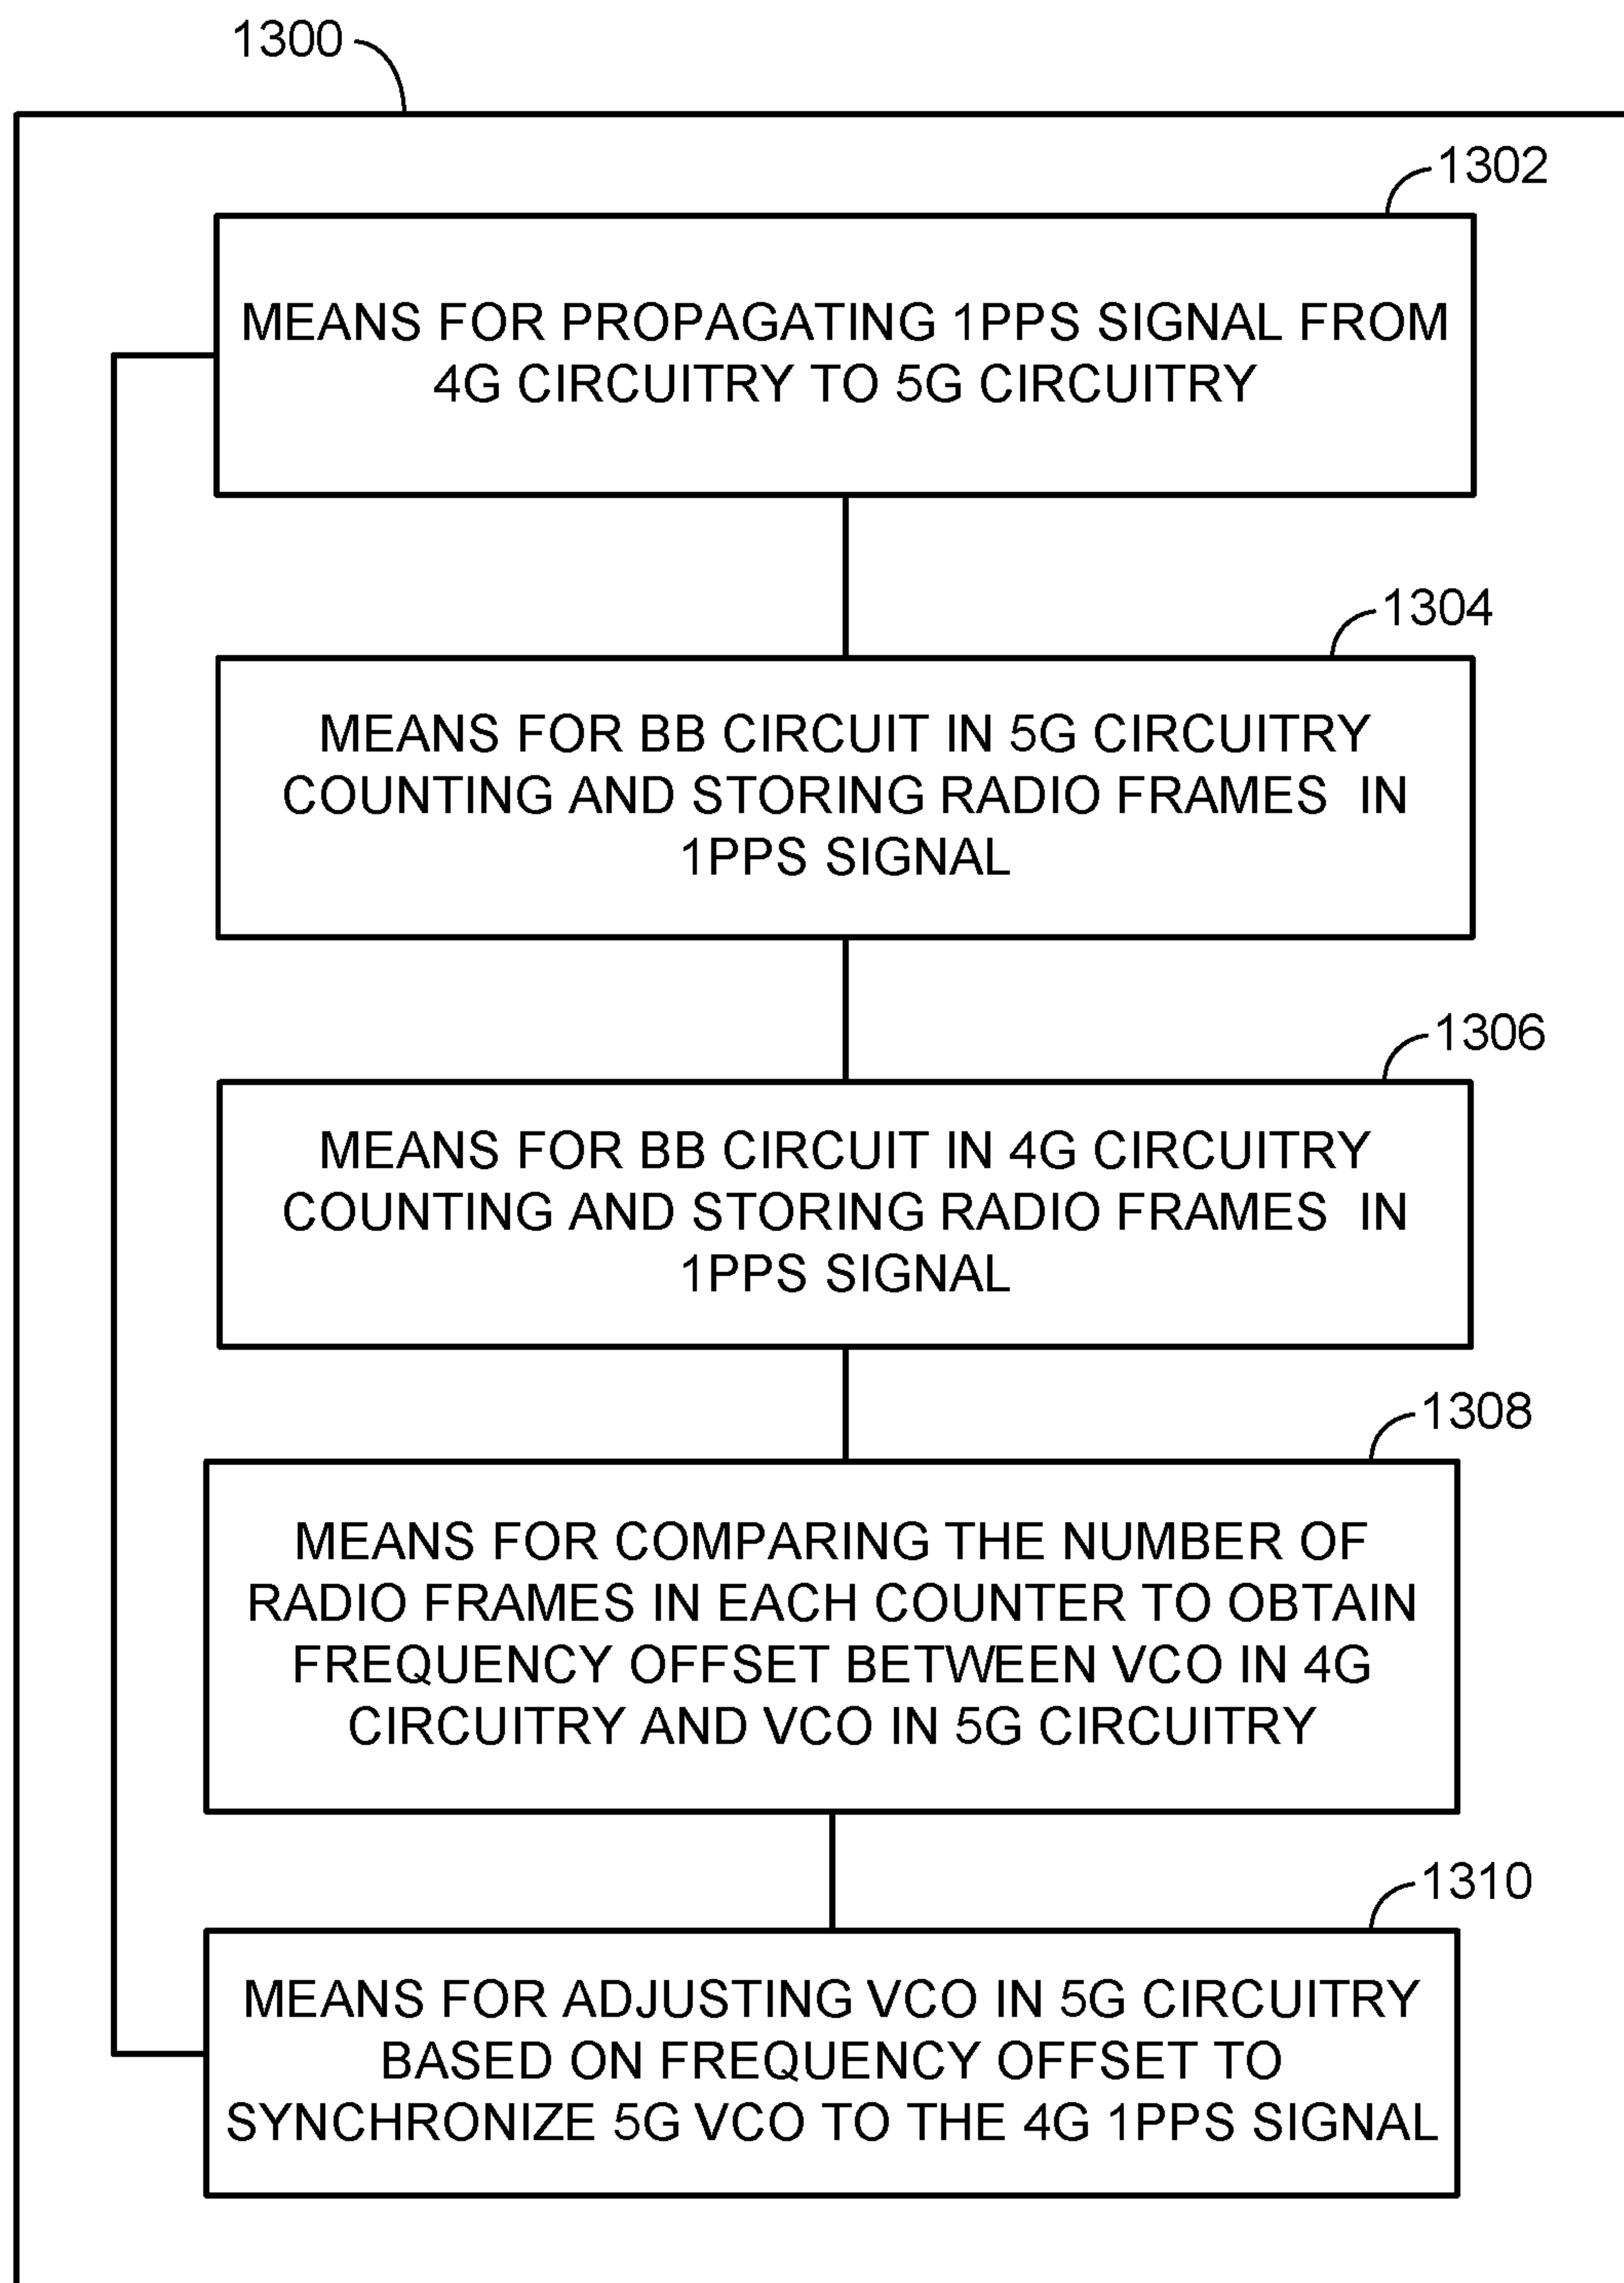 1300
1302
MEANS FOR PROPAGATING 1PPS SIGNAL FROM
4G CIRCUITRY TO 5G CIRCUITRY
1304
MEANS FOR BB CIRCUIT IN 5G CIRCUITRY
COUNTING AND STORING RADIO FRAMES IN
1PPS SIGNAL
1306
MEANS FOR BB CIRCUIT IN 4G CIRCUITRY
COUNTING AND STORING RADIO FRAMES IN
1PPS SIGNAL
1308
MEANS FOR COMPARING THE NUMBER OF
RADIO FRAMES IN EACH COUNTER TO OBTAIN
FREQUENCY OFFSET BETWEEN VCO IN 4G
CIRCUITRY AND VCO IN 5G CIRCUITRY
1310
MEANS FOR ADJUSTING VCO IN 5G CIRCUITRY
BASED ON FREQUENCY OFFSET TO
SYNCHRONIZE 5G VCO TO THE 4G 1PPS SIGNAL